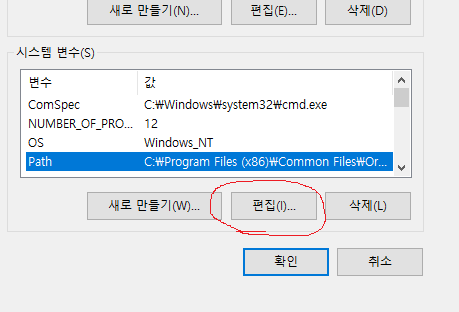 새로 만들기(N)... 편집(E)... 삭제(D)
시스템 변수(S)
변수 값
ComSpec C:₩Windows₩system32₩cmd.exe
NUMBER_OF_PRO... 12
OS Windows_NT
Path C:₩Program Files (x86)₩Common Files₩Or...
새로 만들기(W)... 편집(I)... 삭제(L)
확인 취소